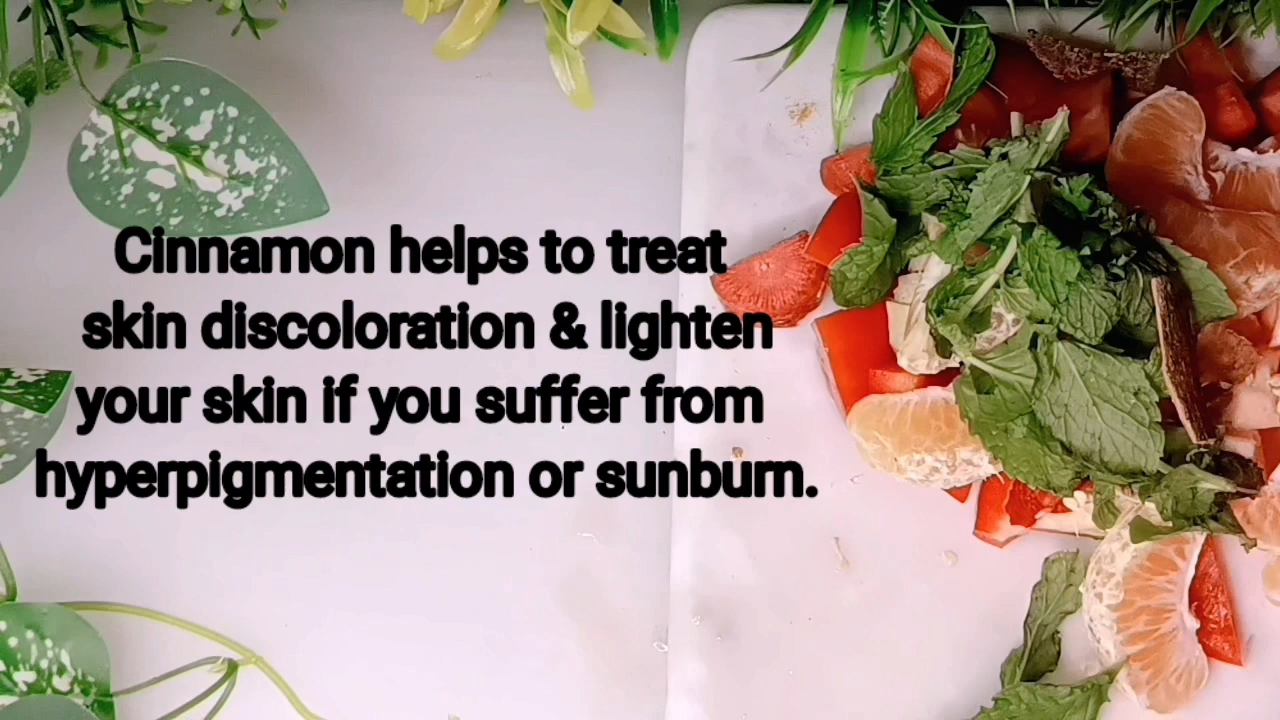 Cinnamon helps to treat
skin discoloration & lighten
your skin if you suffer from
hyperpigmentation or sunburn.